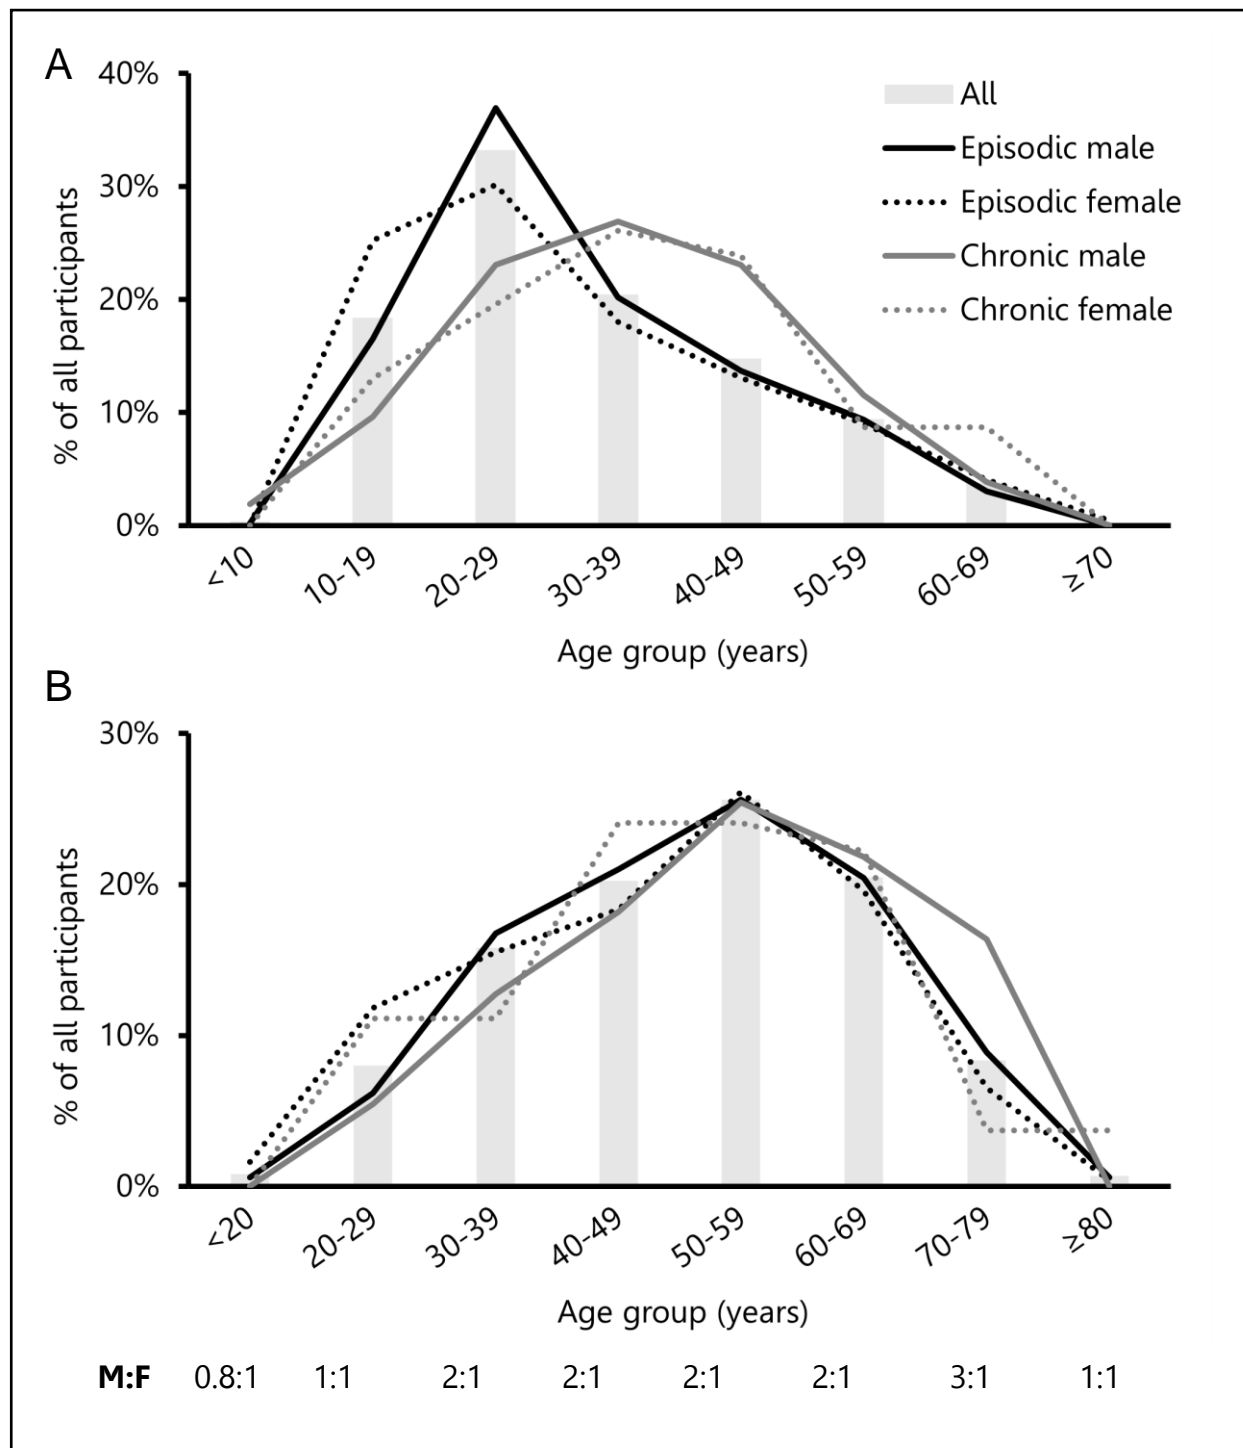 A
40%
30%
20%
10%
0%
% of all participants
All
Episodic male
Episodic female
Chronic male
Chronic female
<10 10-19 20-29 30-39 40-49 50-59 60-69 ≥70
Age group (years)
B
30%
20%
10%
0%
% of all participants
<20 20-29 30-39 40-49 50-59 60-69 70-79 ≥80
Age group (years)
M:F 0.8:1 1:1 2:1 2:1 2:1 2:1 3:1 1:1